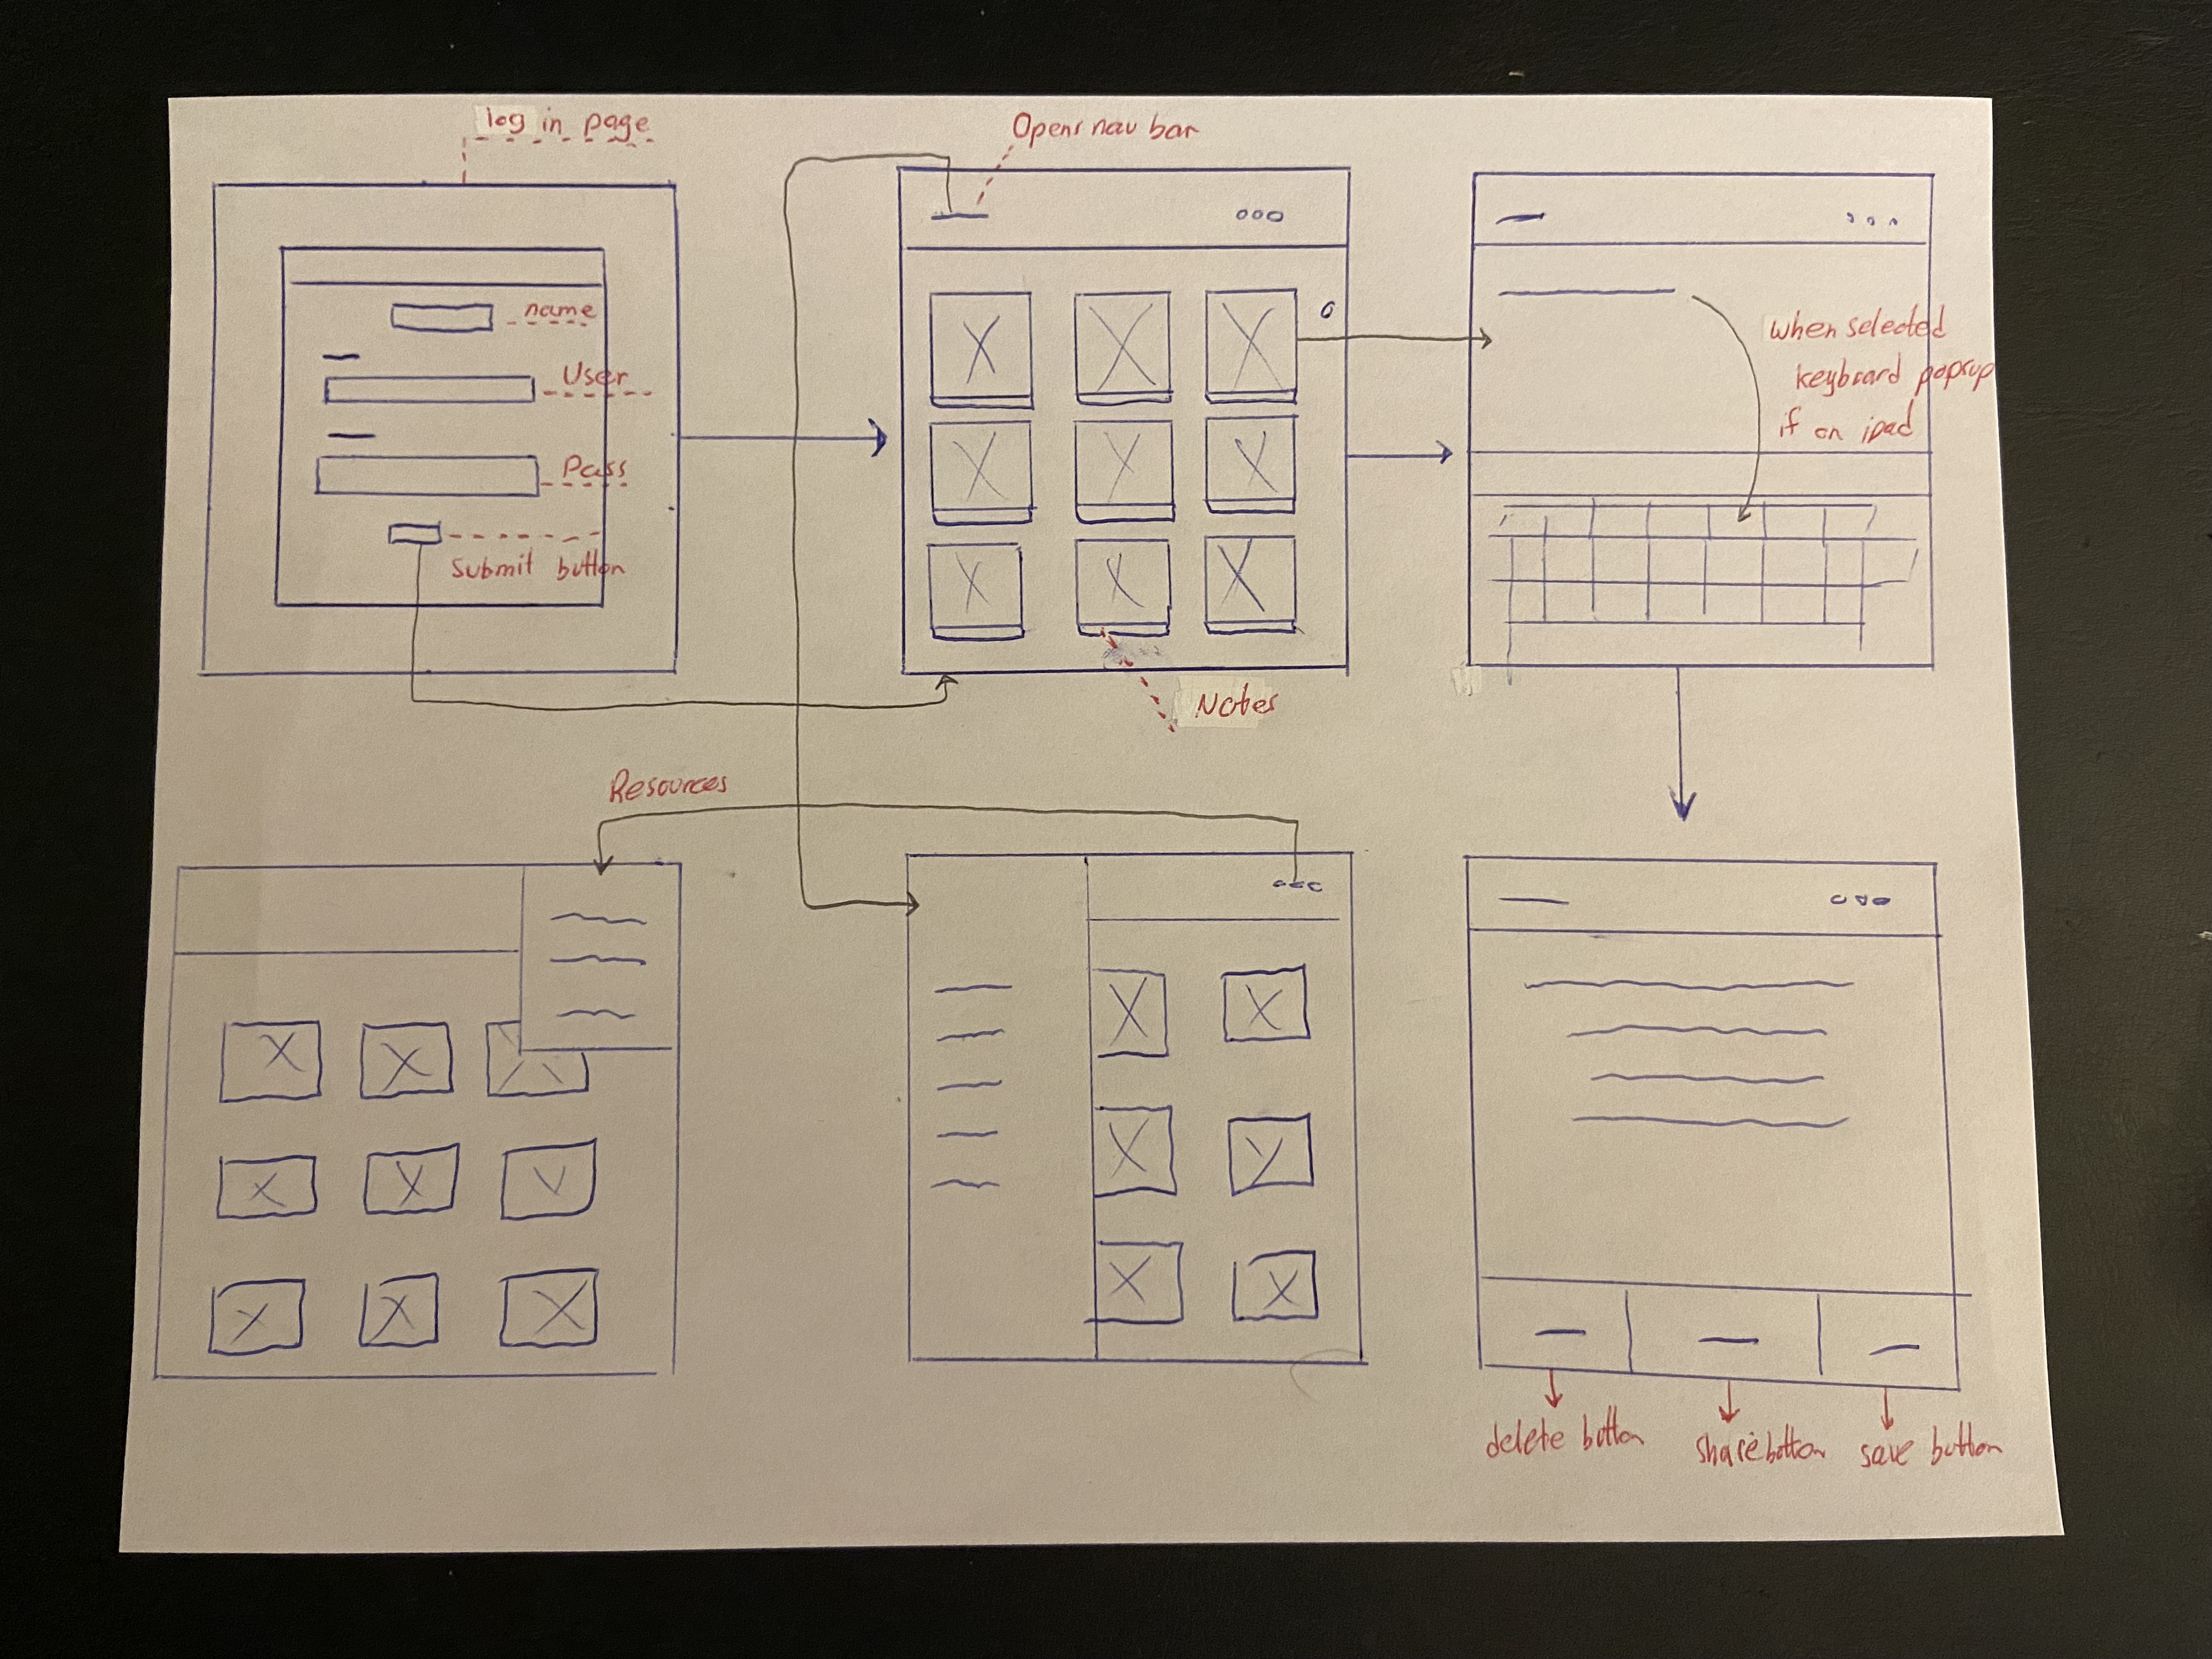 log in page
name
User
Pass
submit button
Opens nav bar
Notes
when selected
keyboard popup
if on ipad
Resources
delete button
share button
save button